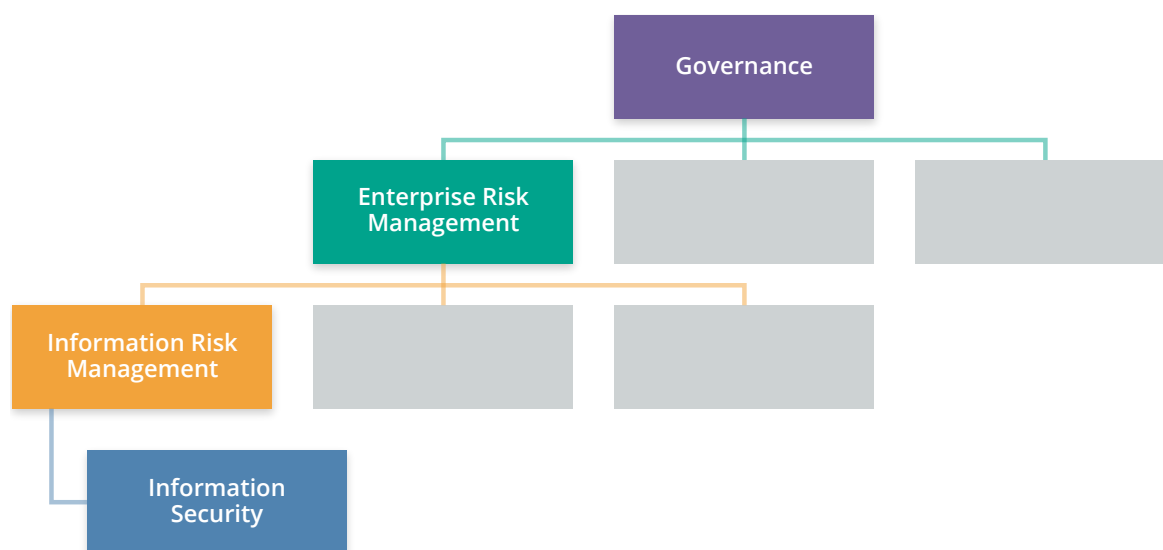 Governance
Enterprise Risk
Management
Information Risk
Management
Information
Security